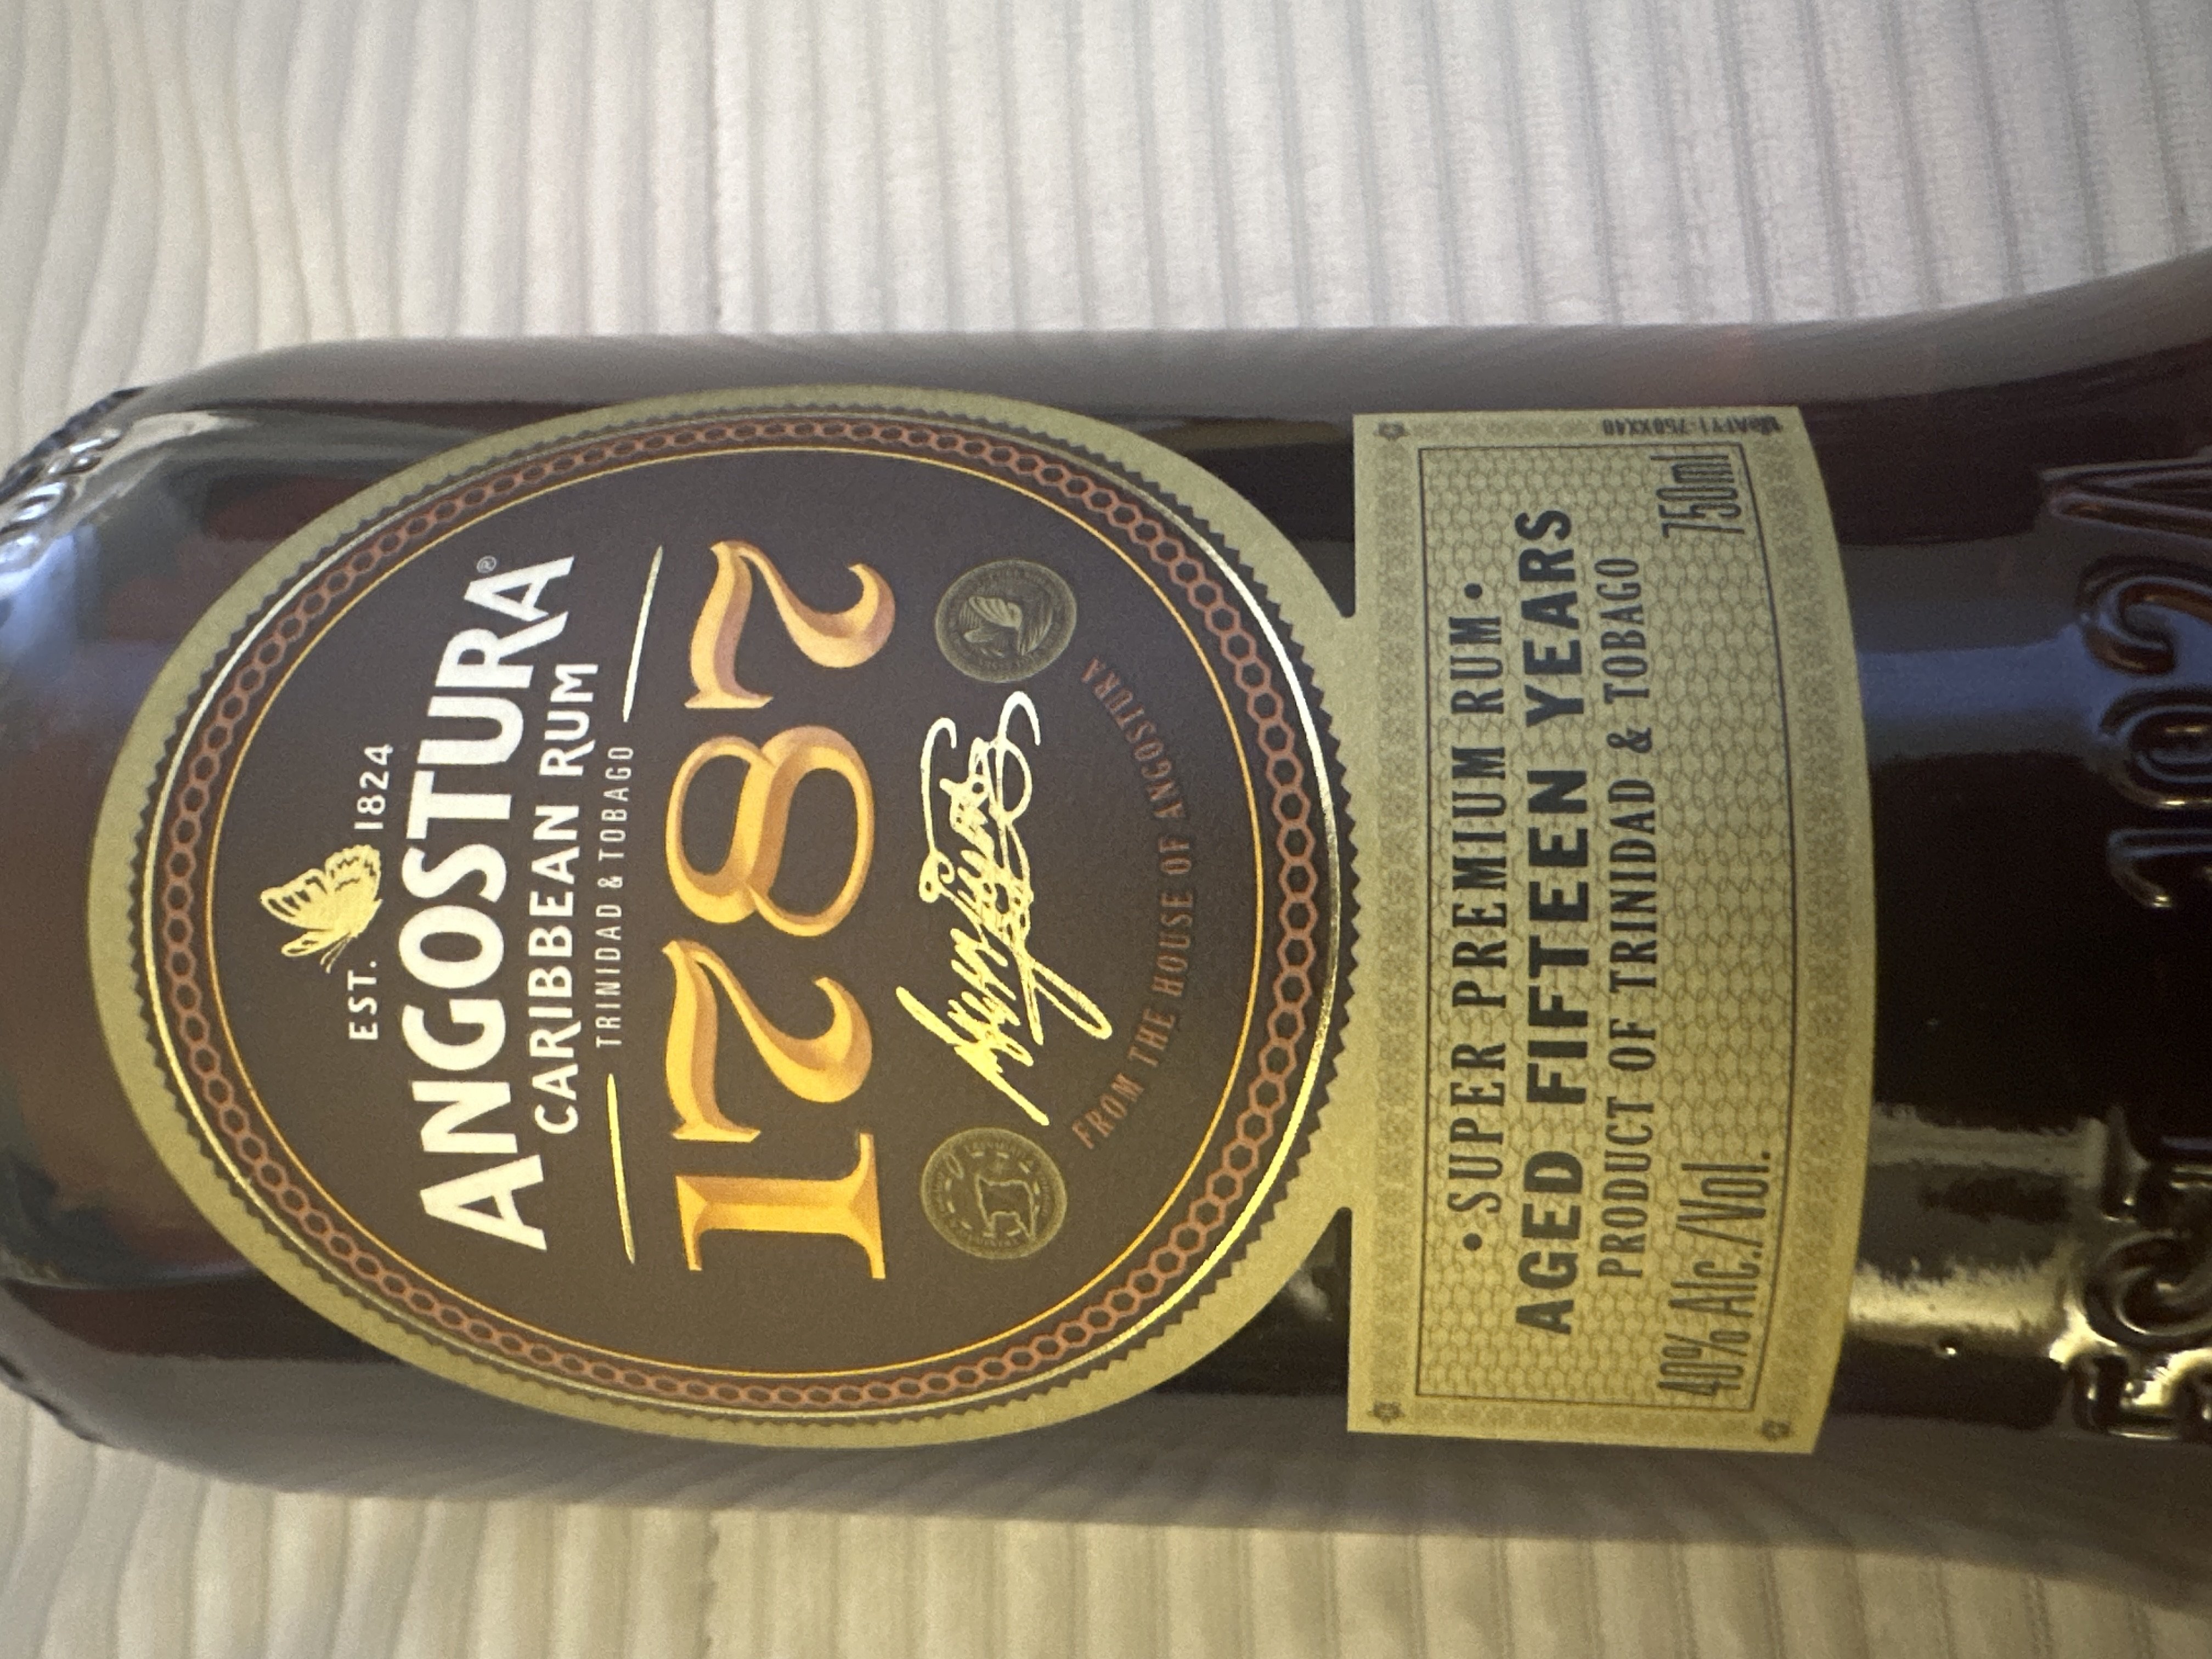 EST. 1824
ANGOSTURA®
CARIBBEAN RUM
TRINIDAD & TOBAGO
1787
FROM THE HOUSE OF ANGOSTURA
• SUPER PREMIUM RUM •
AGED FIFTEEN YEARS
PRODUCT OF TRINIDAD & TOBAGO
40% Alc./Vol. 750ml
1824